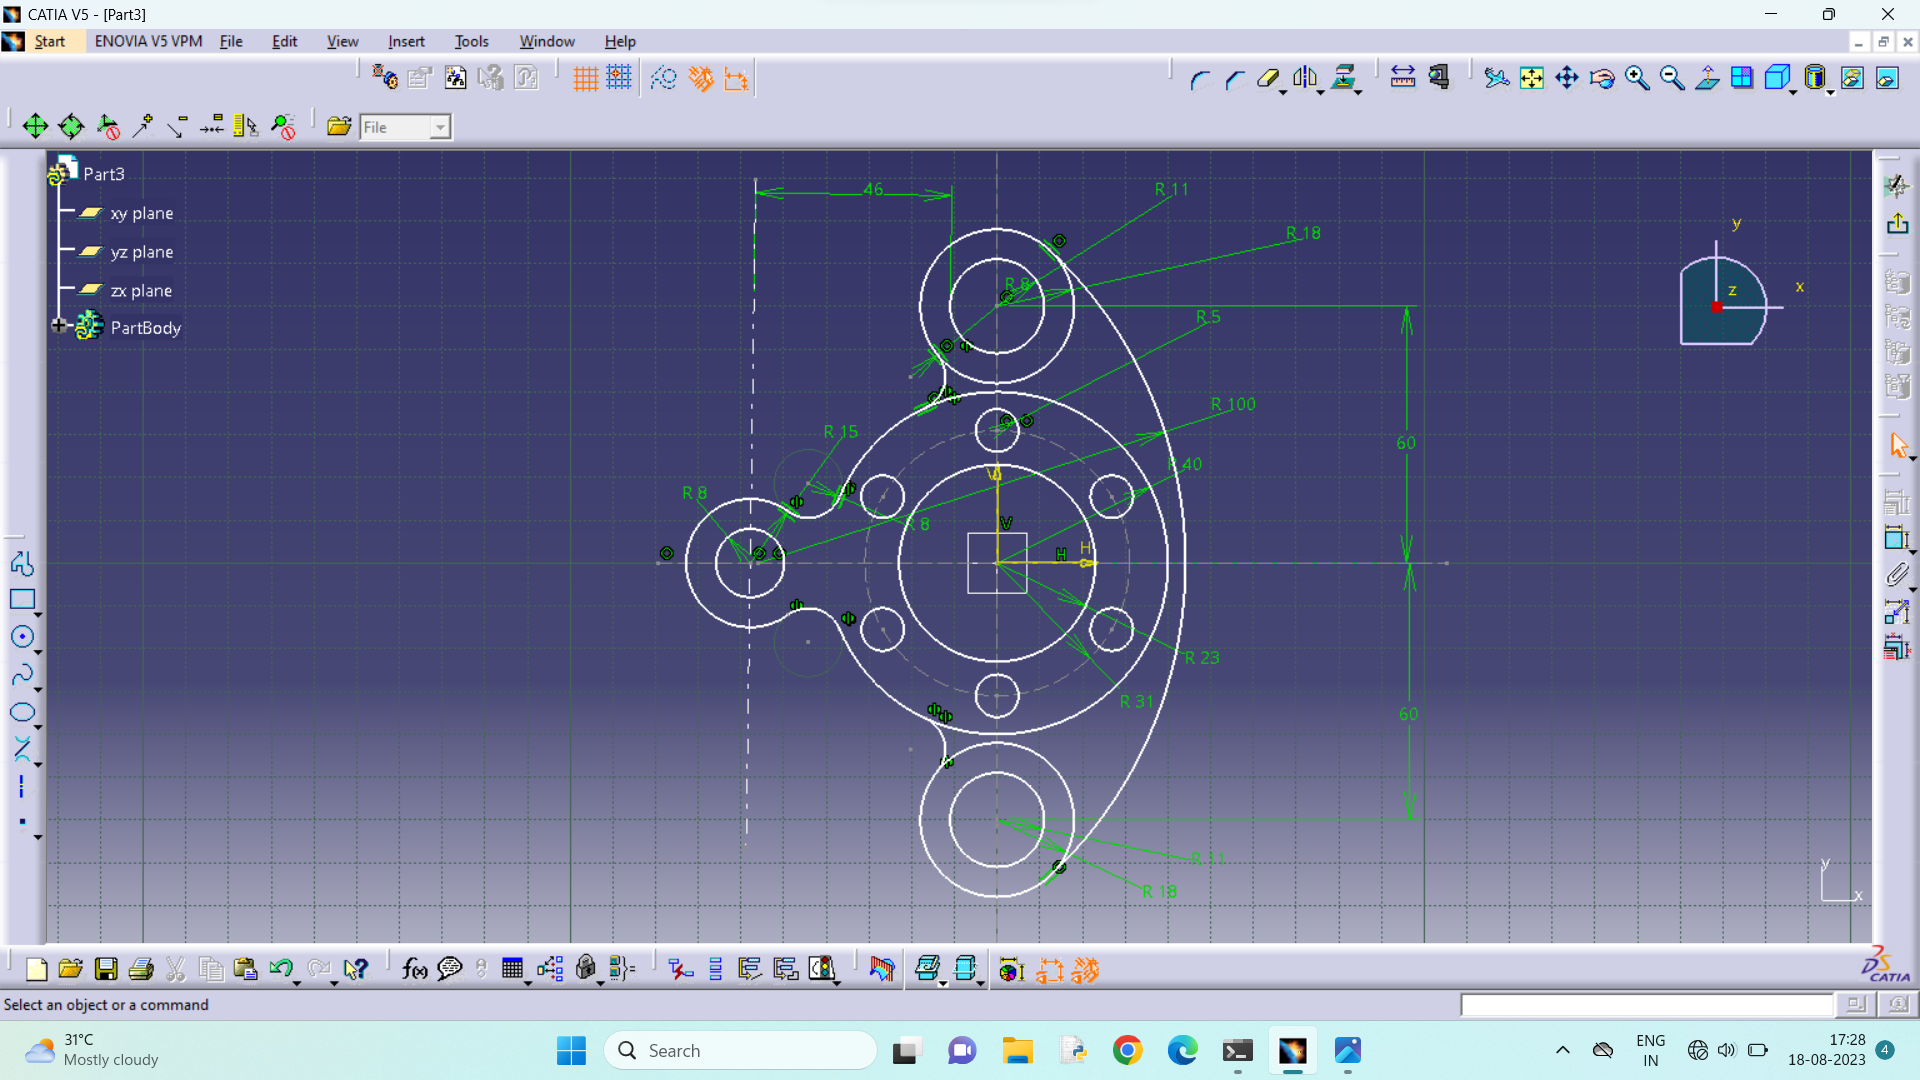 CATIA V5 - [Part3]
Start ENOVIA V5 VPM File Edit View Insert Tools Window Help
File
Part3
xy plane
yz plane
zx plane
PartBody
46
R 11
R 18
R 8
R 5
R 100
60
R 15
R 40
R 8
R 8
V
V
H
H
R 23
R 31
60
R 11
R 18
y
x
z
y
x
f(x)
DS
CATIA
Select an object or a command
31°C
Mostly cloudy
Search
ENG
IN
17:28
18-08-2023
4